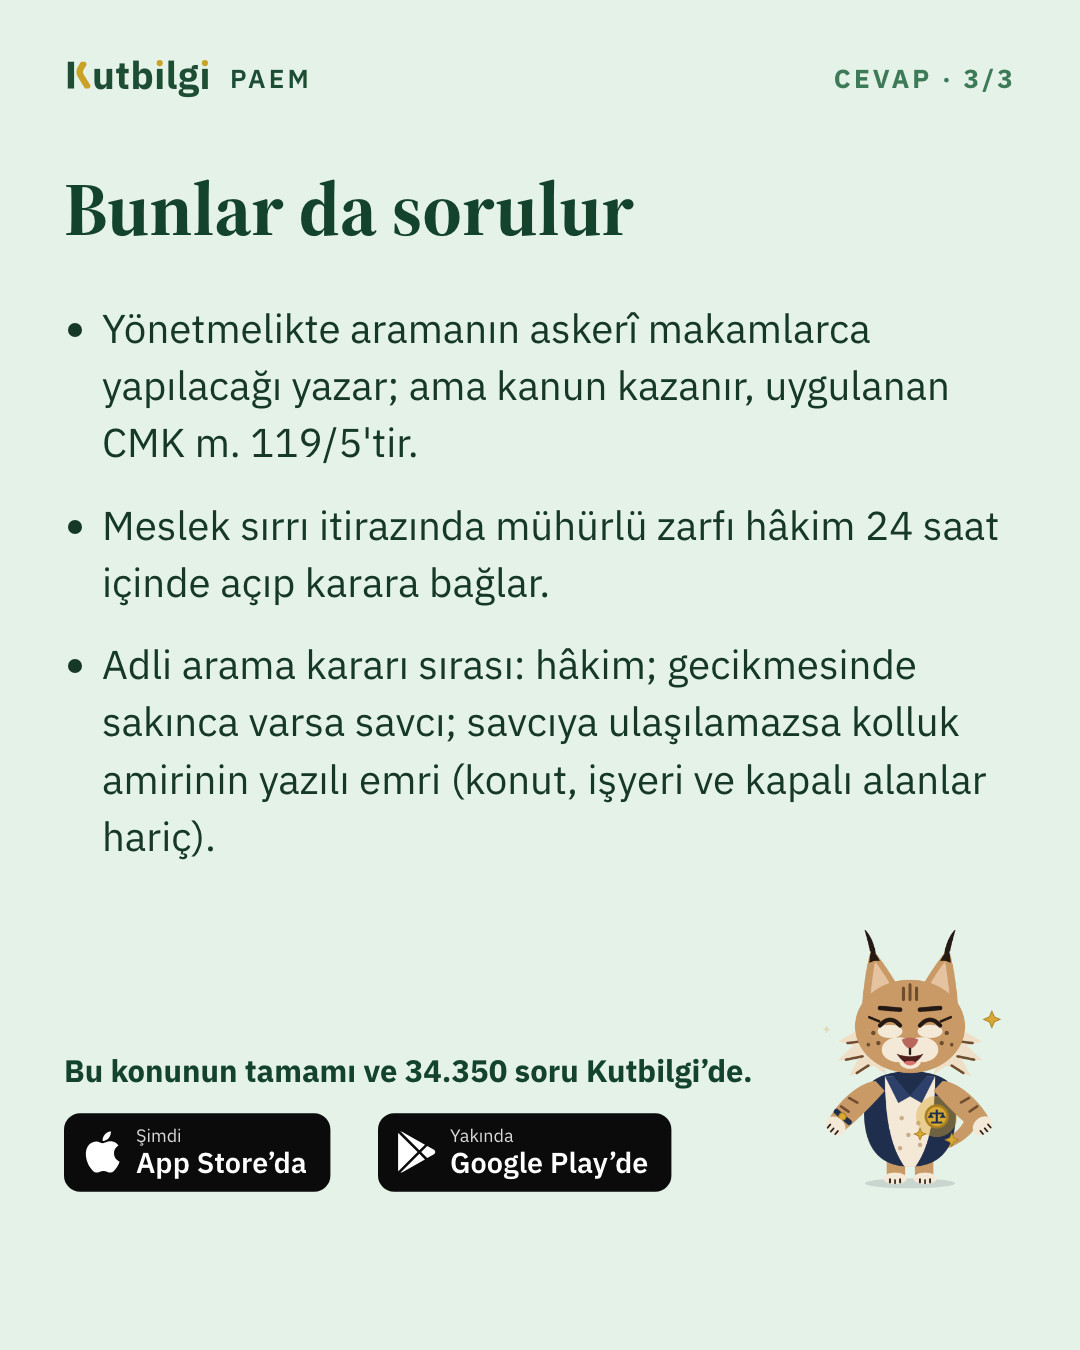 Kutbilgi PAEM
CEVAP · 3/3
Bunlar da sorulur
• Yönetmelikte aramanın askerî makamlarca
yapılacağı yazar; ama kanun kazanır, uygulanan
CMK m. 119/5'tir.
• Meslek sırrı itirazında mühürlü zarfı hâkim 24 saat
içinde açıp karara bağlar.
• Adli arama kararı sırası: hâkim; gecikmesinde
sakınca varsa savcı; savcıya ulaşılamazsa kolluk
amirinin yazılı emri (konut, işyeri ve kapalı alanlar
hariç).
Bu konunun tamamı ve 34.350 soru Kutbilgi’de.
Şimdi
App Store’da
Yakında
Google Play’de